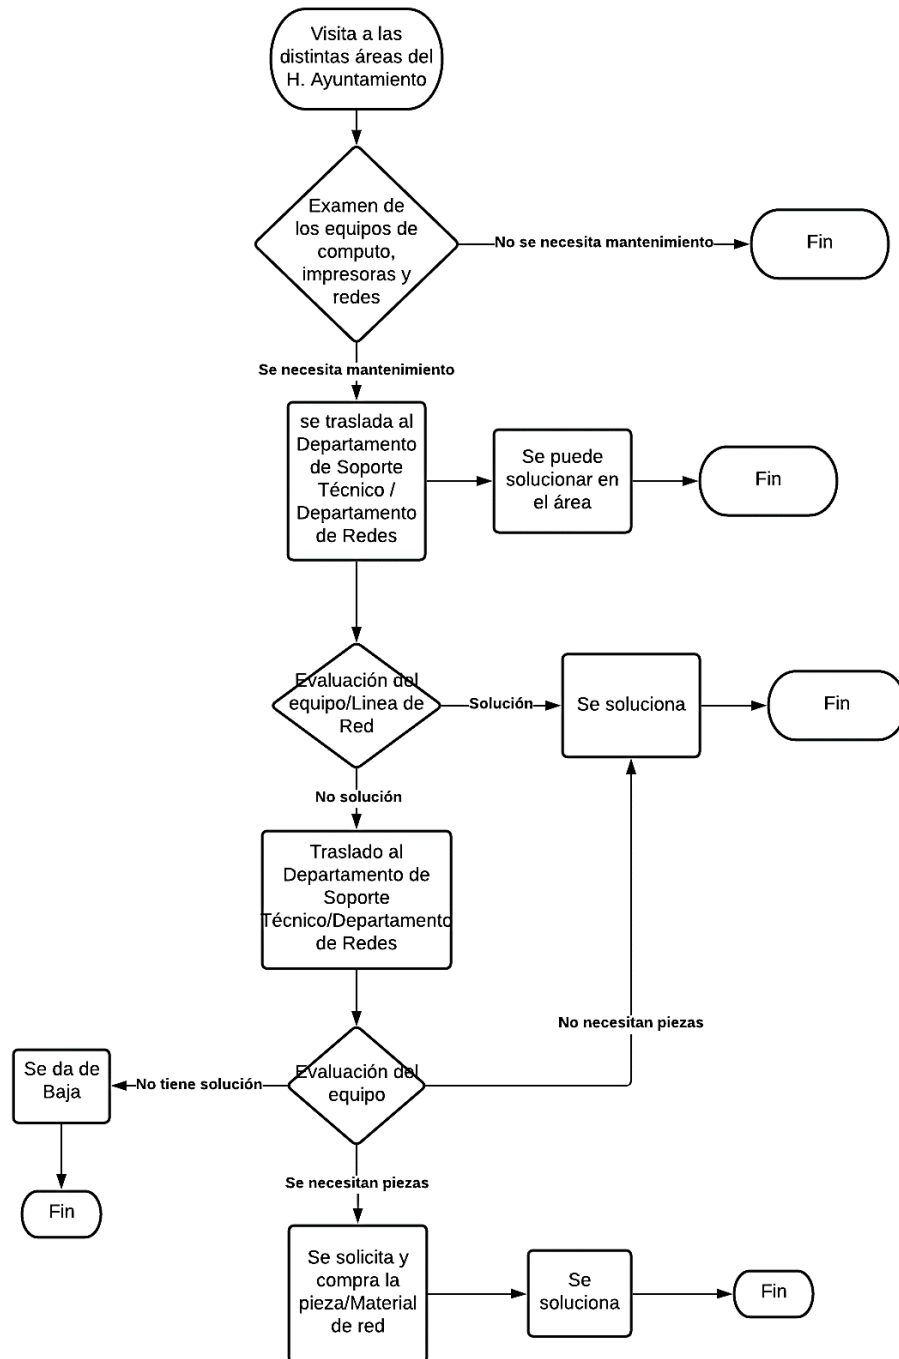 Visita a las
distintas áreas del
H. Ayuntamiento
Examen de
los equipos de
computo,
impresoras y
redes
No se necesita mantenimiento
Fin
Se necesita mantenimiento
se traslada al
Departamento
de Soporte
Técnico /
Departamento
de Redes
Se puede
solucionar en
el área
Fin
Evaluación del
equipo/Linea de
Red
Solución
Se soluciona
Fin
No solución
Traslado al
Departamento de
Soporte
Técnico/Departamento
de Redes
No necesitan piezas
Evaluación del
equipo
No tiene solución
Se da de
Baja
Fin
Se necesitan piezas
Se solicita y
compra la
pieza/Material
de red
Se
soluciona
Fin